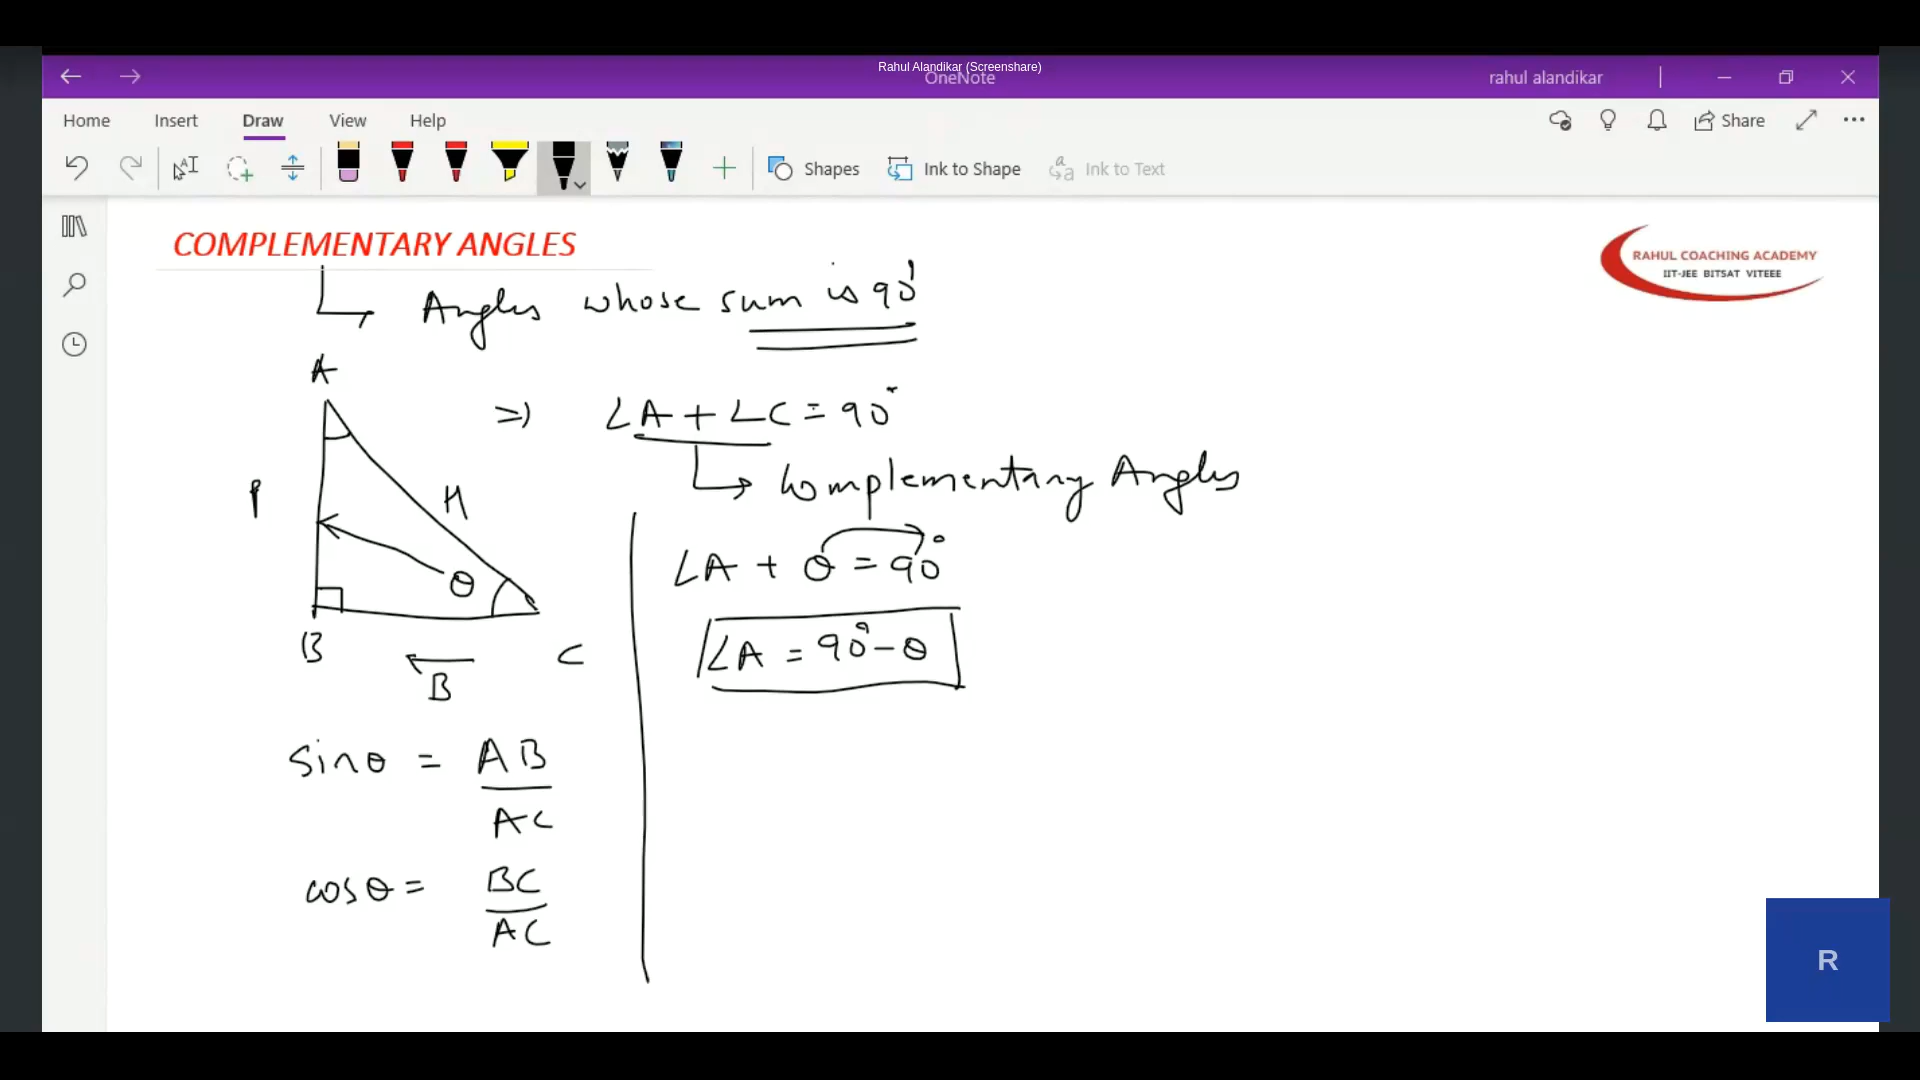 Rahul Alandikar (Screenshare)
OneNote
rahul alandikar
Home Insert Draw View Help
Share
Shapes Ink to Shape Ink to Text
COMPLEMENTARY ANGLES
RAHUL COACHING ACADEMY
IIT-JEE BITSAT VITEEE
Angles whose sum is 90°
A
=> ∠A + ∠C = 90°
Complementary Angles
P
H
∠A + θ = 90°
θ
∠A = 90° - θ
B
C
B
sinθ = AB
AC
cosθ = BC
AC
R